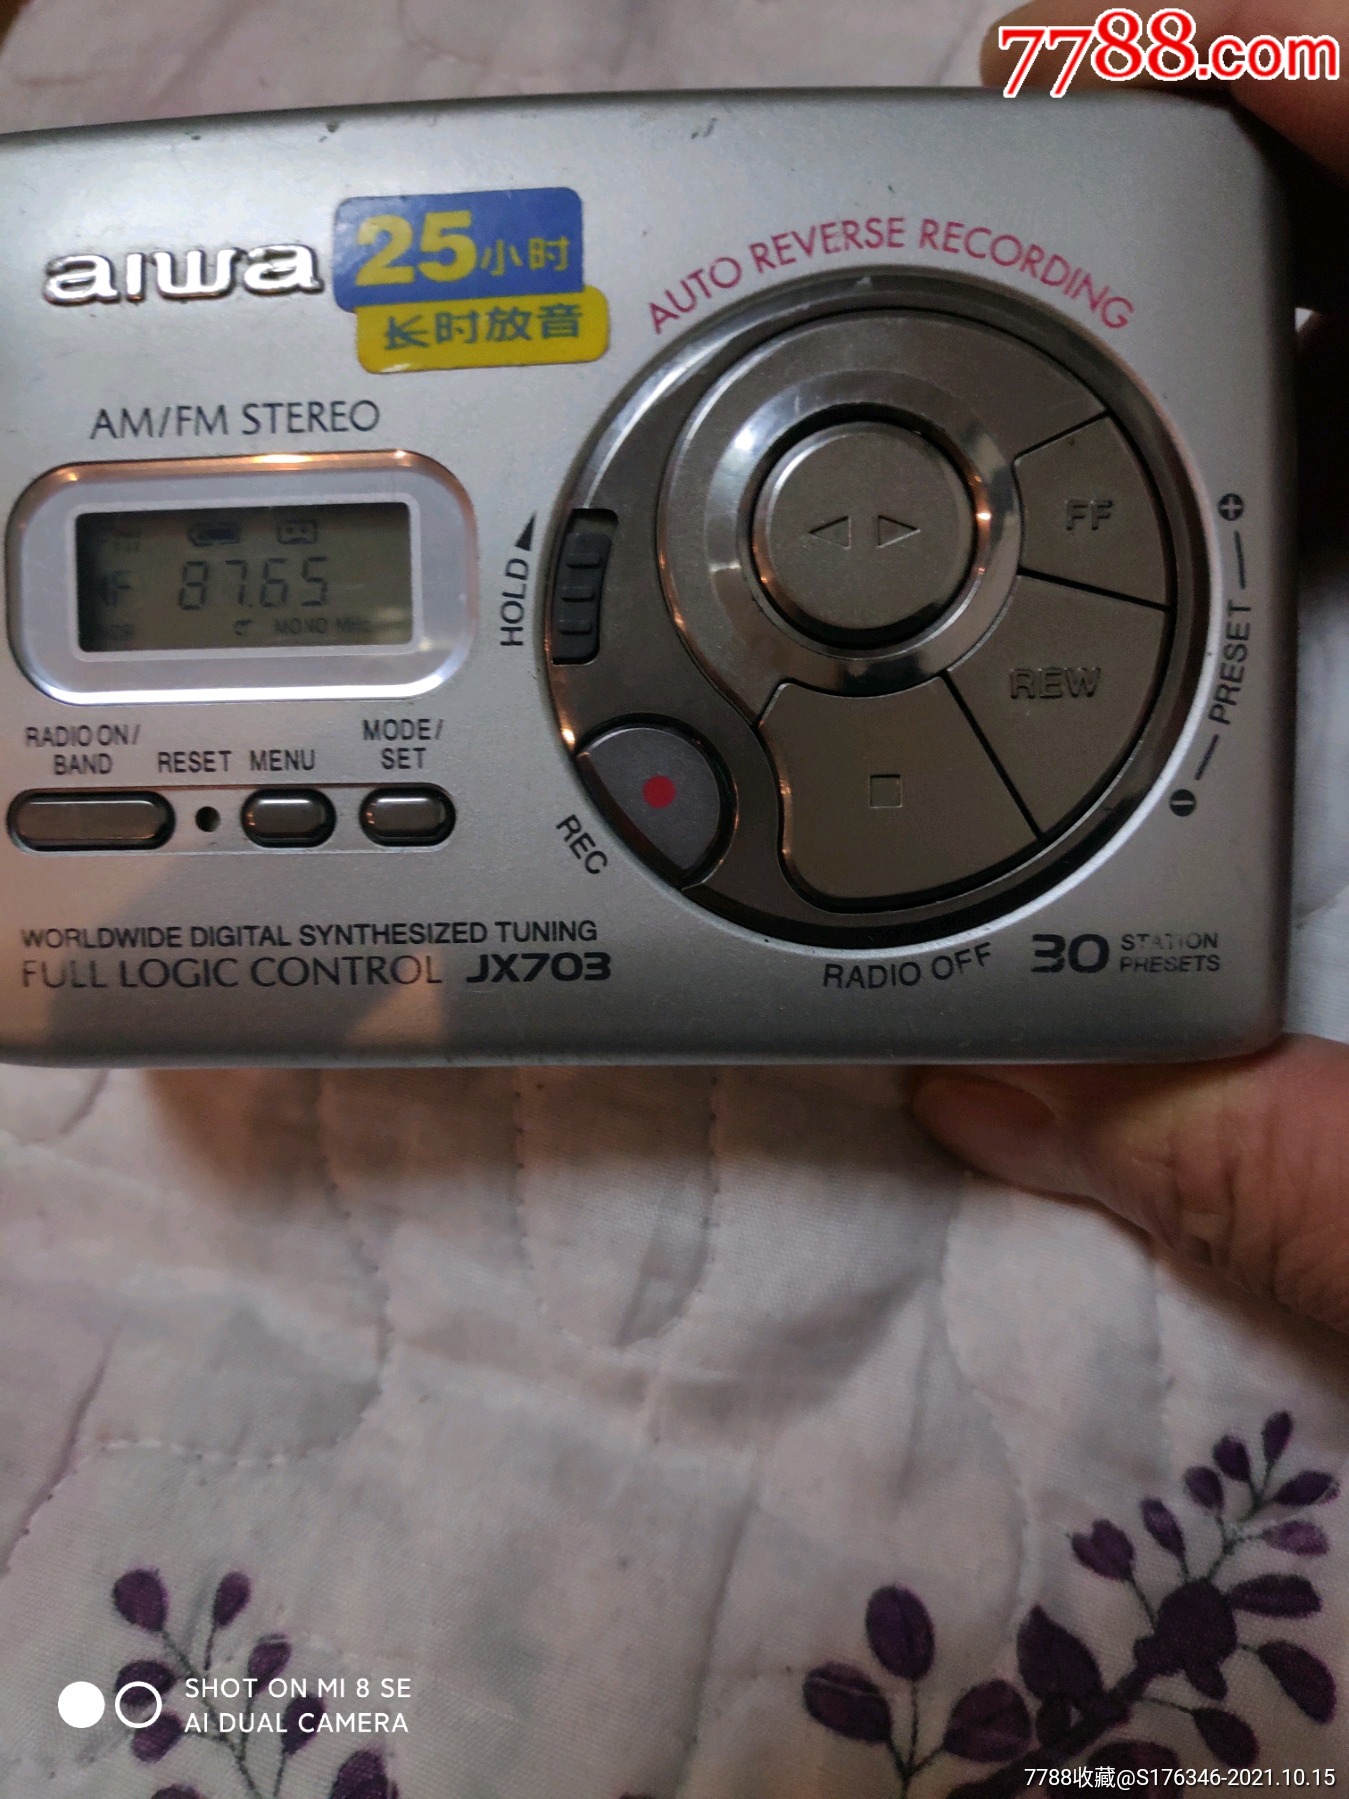 7788.com
aiwa
25小时
长时放音
AUTO REVERSE RECORDING
AM/FM STEREO
87.65
MONO MHz
HOLD
FF
REW
PRESET
RADIO ON/
BAND
RESET
MENU
MODE/
SET
REC
WORLDWIDE DIGITAL SYNTHESIZED TUNING
FULL LOGIC CONTROL JX703
RADIO OFF
30 STATION
PRESETS
SHOT ON MI 8 SE
AI DUAL CAMERA
7788收藏@S176346-2021.10.15